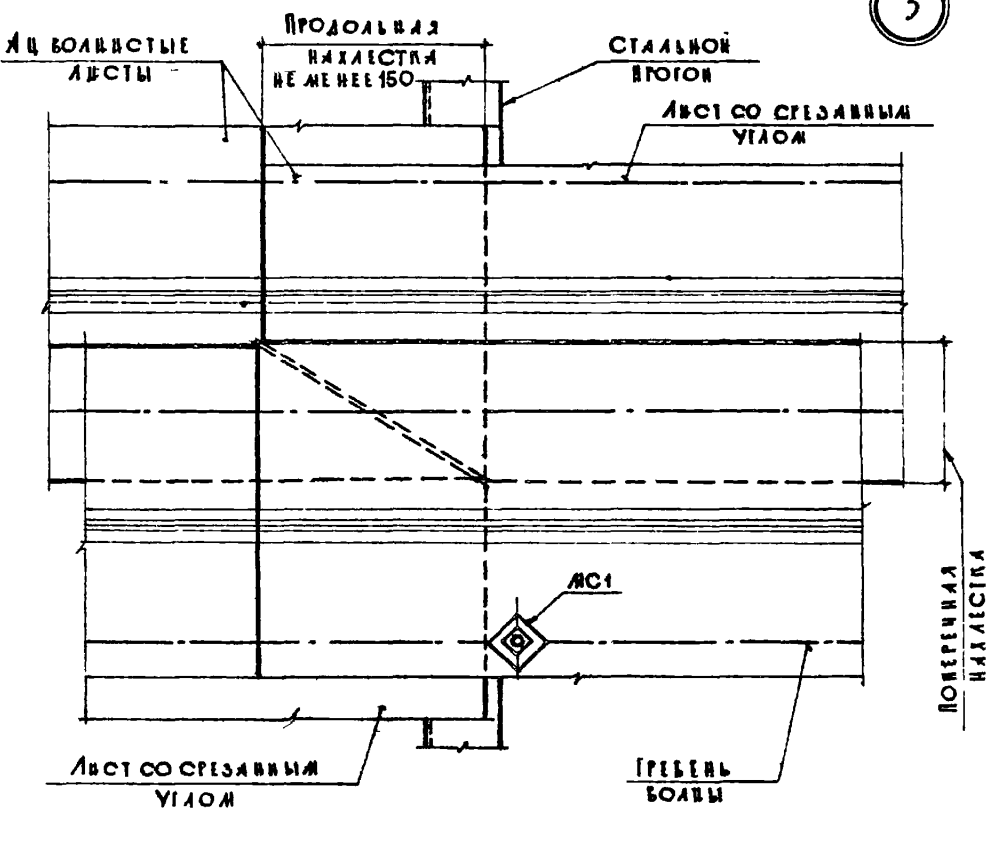 3
АЦ ВОЛНИСТЫЕ
ЛИСТЫ
ПРОДОЛЬНАЯ
НАХЛЕСТКА
НЕ МЕНЕЕ 150
СТАЛЬНОЙ
ПРОГОН
ЛИСТ СО СРЕЗАННЫМ
УГЛОМ
МС1
ПОПЕРЕЧНАЯ
НАХЛЕСТКА
ЛИСТ СО СРЕЗАННЫМ
УГЛОМ
ГРЕБЕНЬ
ВОЛНЫ